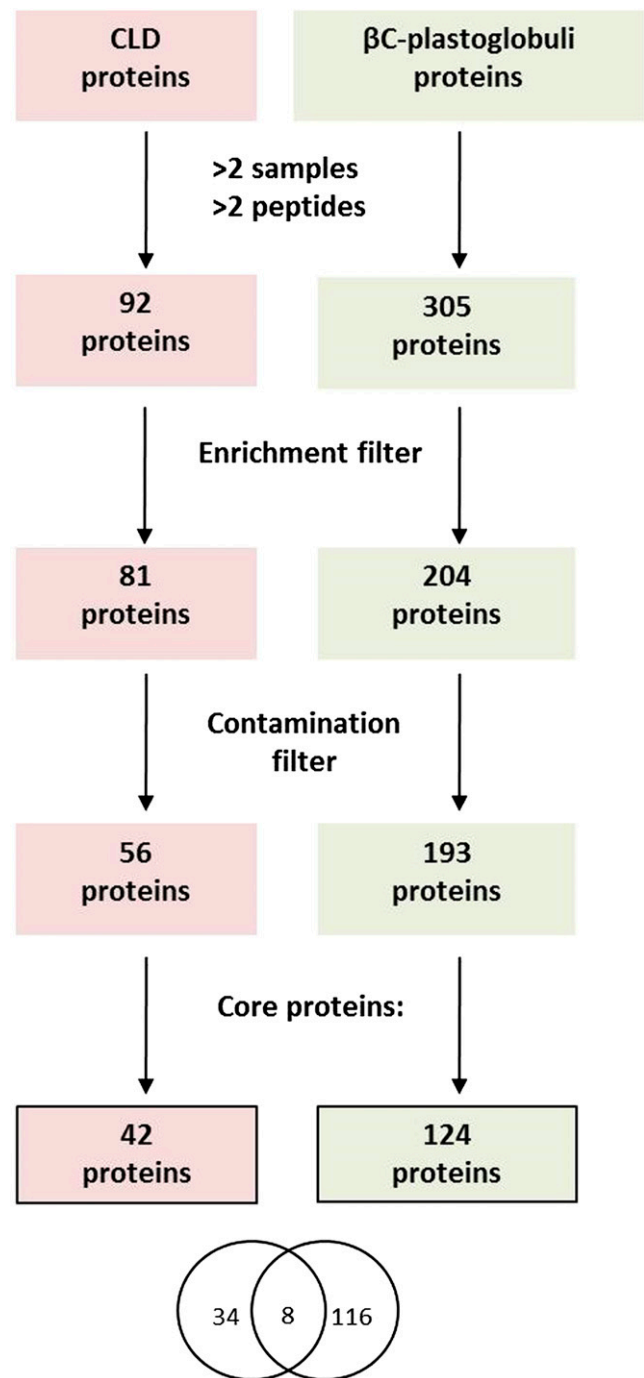 CLD
proteins
βC-plastoglobuli
proteins
>2 samples
>2 peptides
92
proteins
305
proteins
Enrichment filter
81
proteins
204
proteins
Contamination
filter
56
proteins
193
proteins
Core proteins:
42
proteins
124
proteins
34
8
116